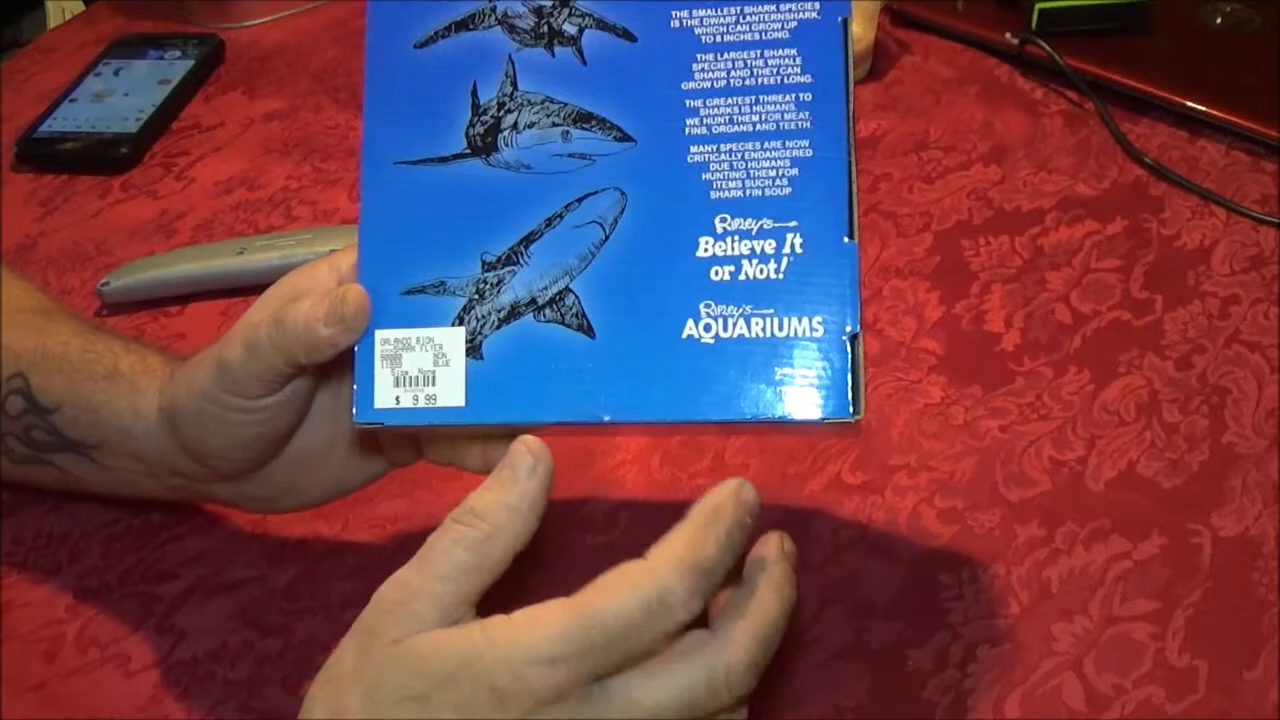 THE SMALLEST SHARK SPECIES
IS THE DWARF LANTERNSHARK,
WHICH CAN GROW UP
TO 8 INCHES LONG.
THE LARGEST SHARK
SPECIES IS THE WHALE
SHARK AND THEY CAN
GROW UP TO 45 FEET LONG.
THE GREATEST THREAT TO
SHARKS IS HUMANS.
WE HUNT THEM FOR MEAT,
FINS, ORGANS AND TEETH.
MANY SPECIES ARE NOW
CRITICALLY ENDANGERED
DUE TO HUMANS
HUNTING THEM FOR
ITEMS SUCH AS
SHARK FIN SOUP
Ripley's
Believe It
or Not!
Ripley's
AQUARIUMS
ORLANDO BION
SHARK FLYER
NON
11999 BLUE
Size None
$ 9.99